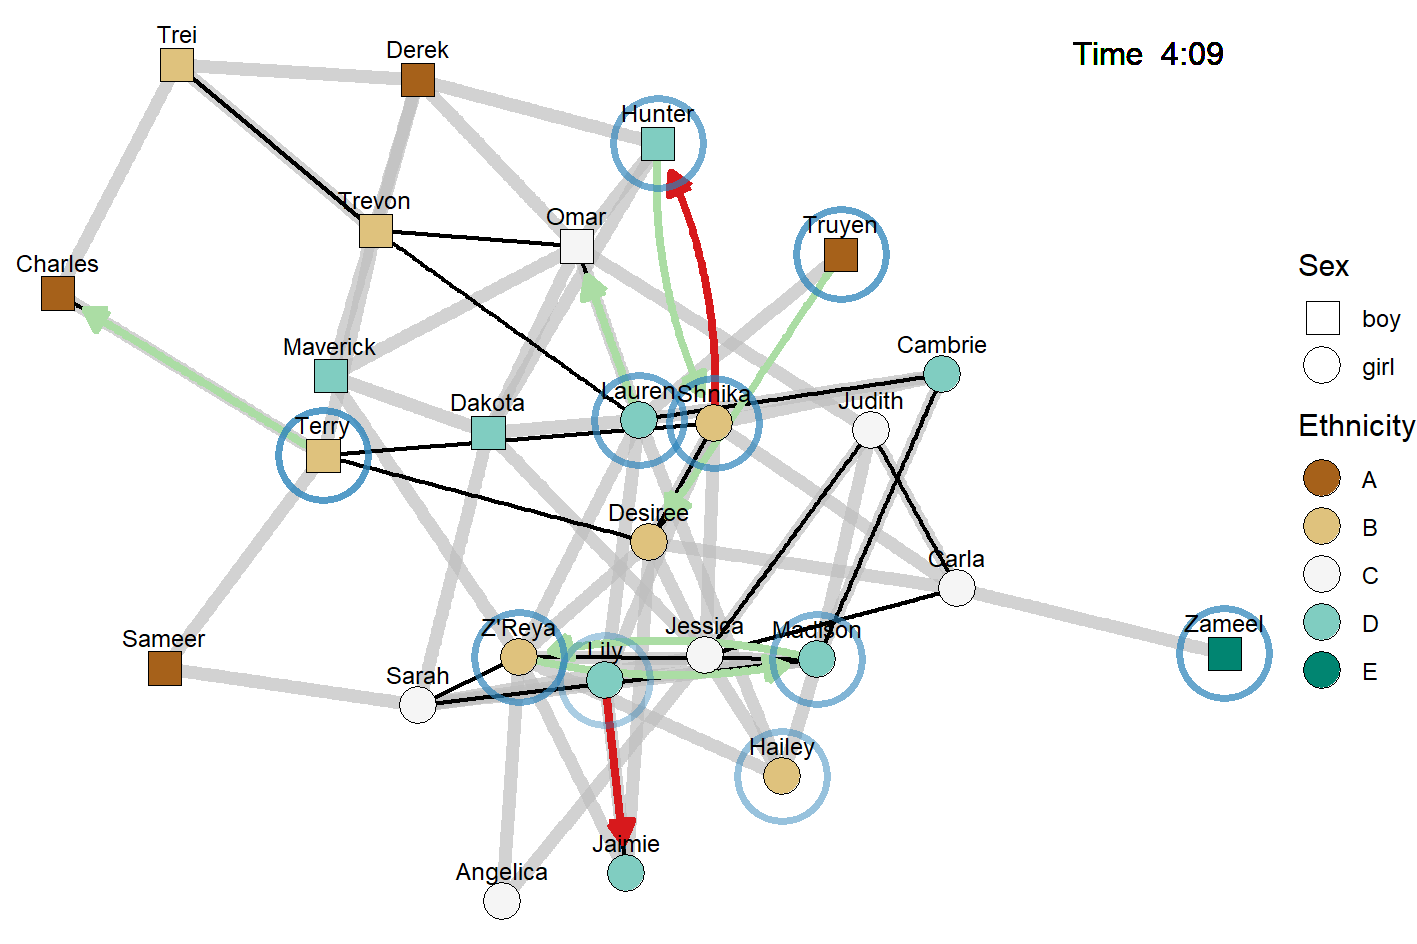 Trei
Derek
Time 4:09
Hunter
Trevon
Omar
Truyen
Charles
Sex
boy
girl
Maverick
Cambrie
Lauren
Shnika
Judith
Dakota
Terry
Ethnicity
A
B
C
D
E
Desiree
Carla
Z'Reya
Jessica
Madison
Zameel
Sameer
Lily
Sarah
Hailey
Jaimie
Angelica